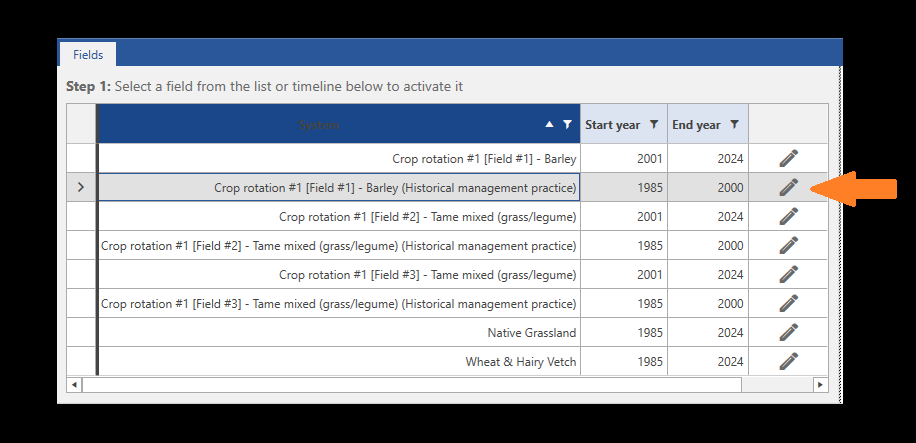 Fields
Step 1: Select a field from the list or timeline below to activate it
System Start year End year
Crop rotation #1 [Field #1] - Barley 2001 2024
Crop rotation #1 [Field #1] - Barley (Historical management practice) 1985 2000
Crop rotation #1 [Field #2] - Tame mixed (grass/legume) 2001 2024
Crop rotation #1 [Field #2] - Tame mixed (grass/legume) (Historical management practice) 1985 2000
Crop rotation #1 [Field #3] - Tame mixed (grass/legume) 2001 2024
Crop rotation #1 [Field #3] - Tame mixed (grass/legume) (Historical management practice) 1985 2000
Native Grassland 1985 2024
Wheat & Hairy Vetch 1985 2024